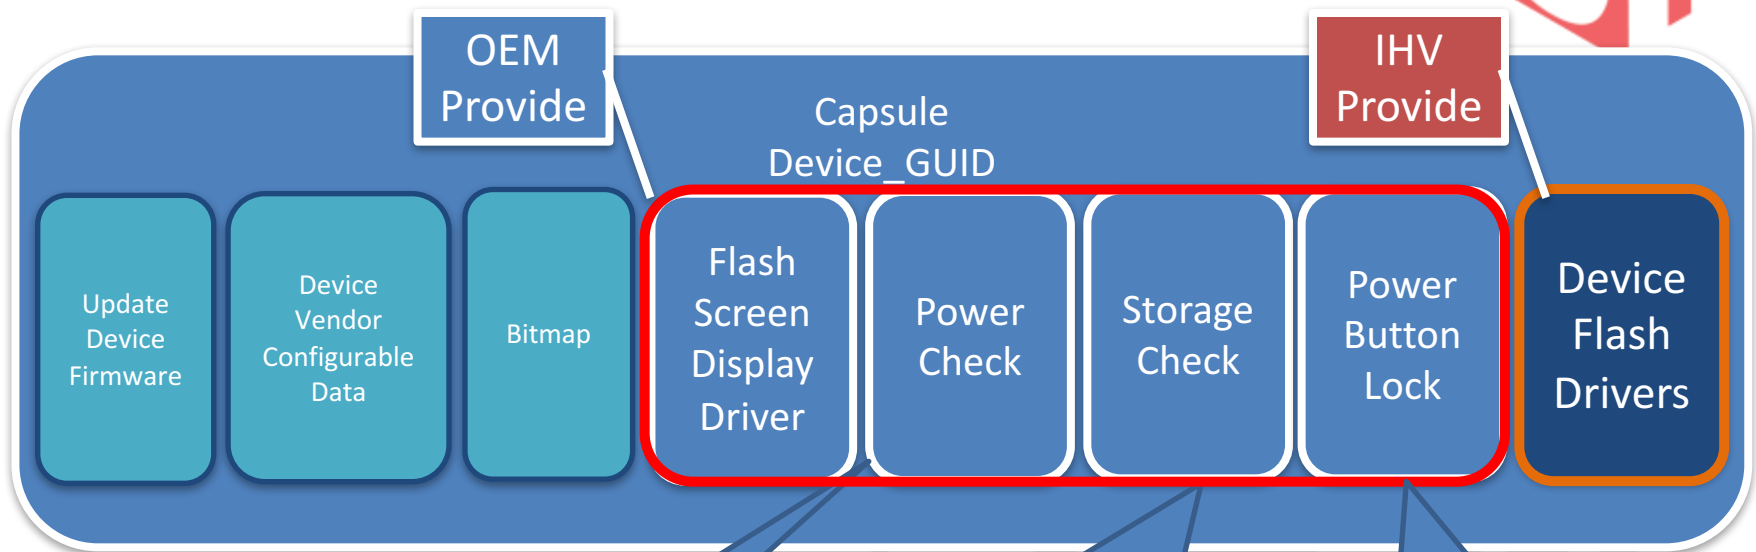 OEM
Provide
IHV
Provide
Capsule
Device_GUID
Update
Device
Firmware
Device
Vendor
Configurable
Data
Bitmap
Flash
Screen
Display
Driver
Power
Check
Storage
Check
Power
Button
Lock
Device
Flash
Drivers